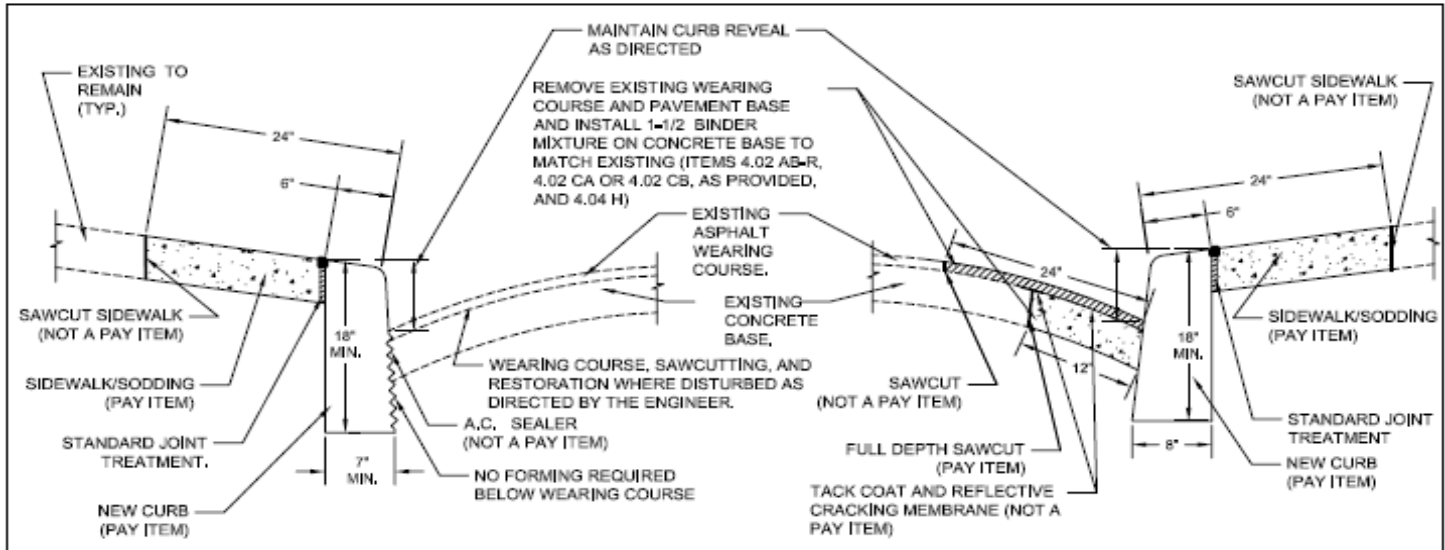 MAINTAIN CURB REVEAL
AS DIRECTED
EXISTING TO
REMAIN
(TYP.)
24"
6"
REMOVE EXISTING WEARING
COURSE AND PAVEMENT BASE
AND INSTALL 1-1/2 BINDER
MIXTURE ON CONCRETE BASE TO
MATCH EXISTING (ITEMS 4.02 AB-R,
4.02 CA OR 4.02 CB, AS PROVIDED,
AND 4.04 H)
SAWCUT SIDEWALK
(NOT A PAY ITEM)
24"
6"
EXISTING
ASPHALT
WEARING
COURSE.
EXISTING
CONCRETE
BASE.
24"
12"
SAWCUT SIDEWALK
(NOT A PAY ITEM)
18"
MIN.
SIDEWALK/SODDING
(PAY ITEM)
STANDARD JOINT
TREATMENT.
NEW CURB
(PAY ITEM)
7"
MIN.
WEARING COURSE, SAWCUTTING, AND
RESTORATION WHERE DISTURBED AS
DIRECTED BY THE ENGINEER.
A.C. SEALER
(NOT A PAY ITEM)
NO FORMING REQUIRED
BELOW WEARING COURSE
SAWCUT
(NOT A PAY ITEM)
FULL DEPTH SAWCUT
(PAY ITEM)
TACK COAT AND REFLECTIVE
CRACKING MEMBRANE (NOT A
PAY ITEM)
18"
MIN.
8"
SIDEWALK/SODDING
(PAY ITEM)
STANDARD JOINT
TREATMENT
NEW CURB
(PAY ITEM)